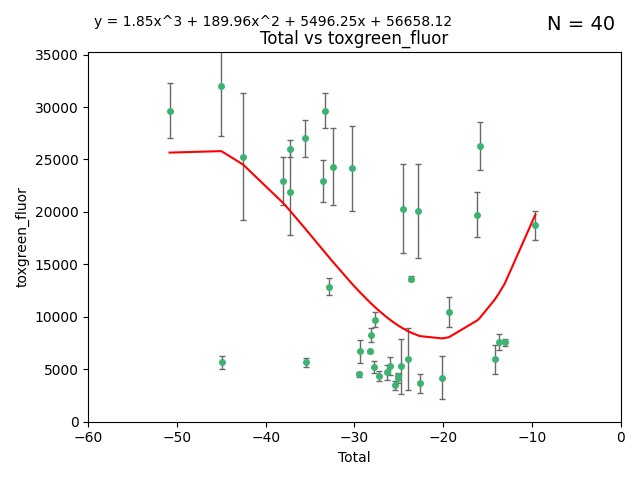 y = 1.85x^3 + 189.96x^2 + 5496.25x + 56658.12
N = 40
Total vs toxgreen_fluor
35000
30000
25000
20000
15000
10000
5000
0
toxgreen_fluor
−60 −50 −40 −30 −20 −10 0
Total